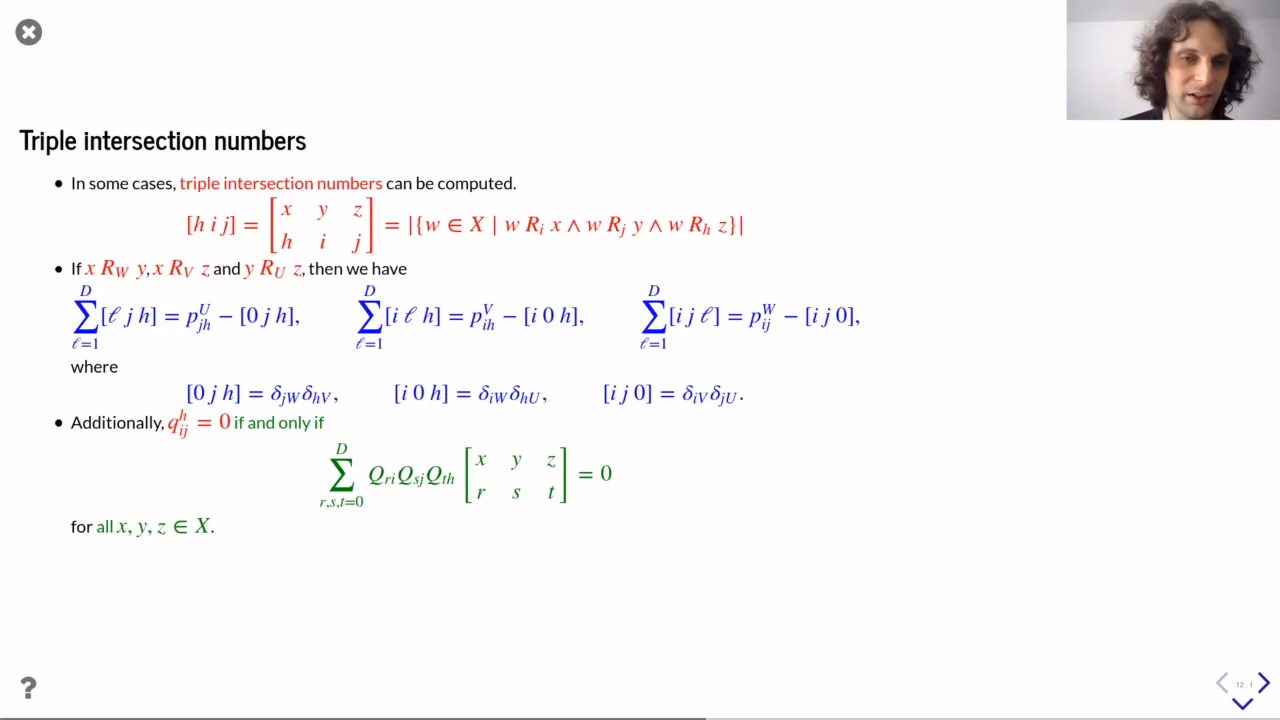 Triple intersection numbers
• In some cases, triple intersection numbers can be computed.
[h i j] = [x y z; h i j] = |{w ∈ X | w R_i x ∧ w R_j y ∧ w R_h z}|
• If x R_W y, x R_V z and y R_U z, then we have
∑_{ℓ=1}^{D} [ℓ j h] = p^U_{jh} − [0 j h], ∑_{ℓ=1}^{D} [i ℓ h] = p^V_{ih} − [i 0 h], ∑_{ℓ=1}^{D} [i j ℓ] = p^W_{ij} − [i j 0],
where
[0 j h] = δ_{jW}δ_{hV}, [i 0 h] = δ_{iW}δ_{hU}, [i j 0] = δ_{iV}δ_{jU}.
• Additionally, q^h_{ij} = 0 if and only if
∑_{r,s,t=0}^{D} Q_{ri}Q_{sj}Q_{th} [x y z; r s t] = 0
for all x, y, z ∈ X.
?
12.1